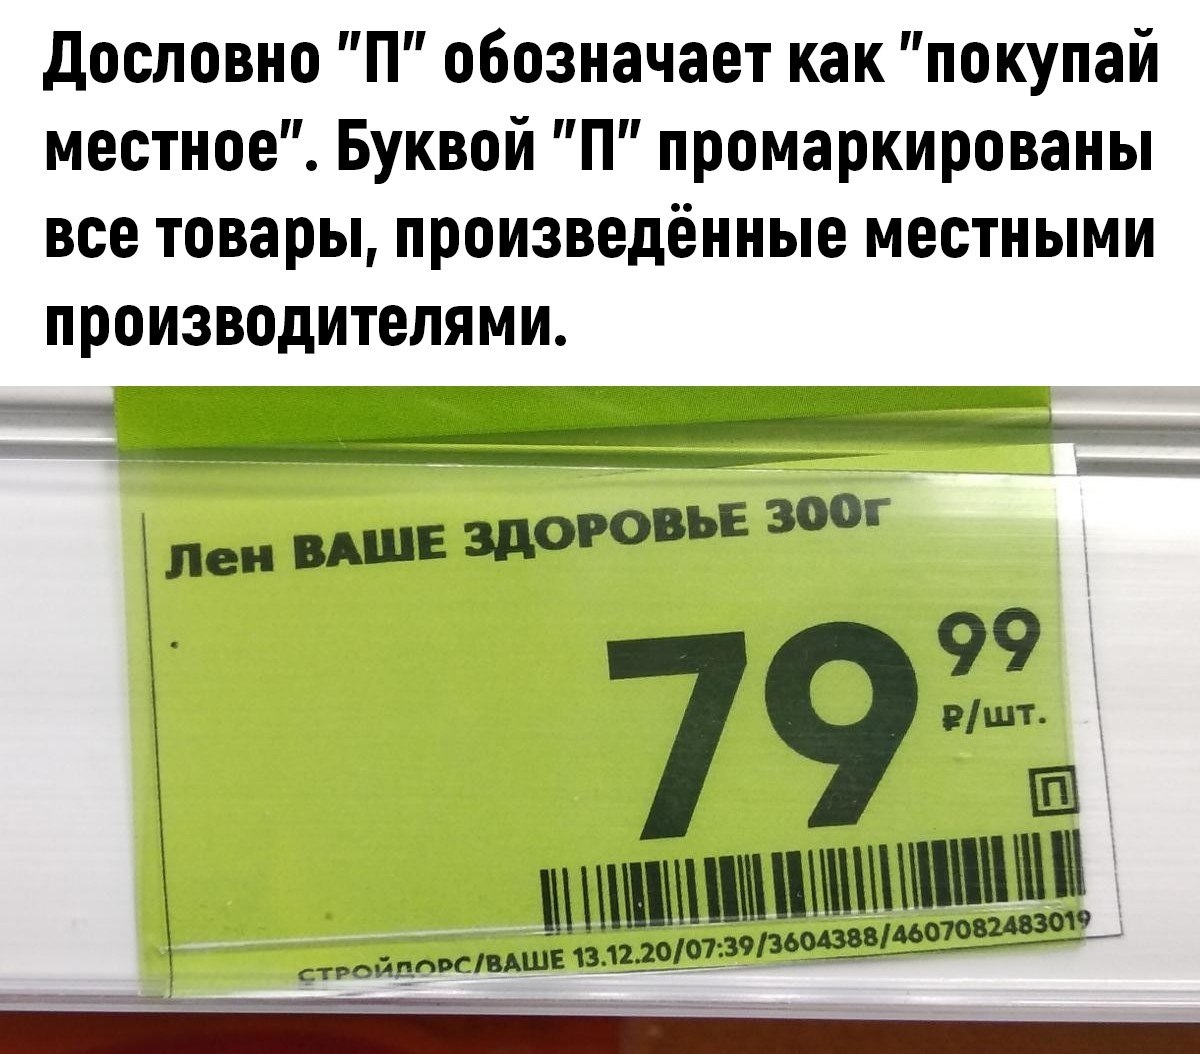 Дословно "П" обозначает как "покупай
местное". Буквой "П" промаркированы
все товары, произведённые местными
производителями.
Лен ВАШЕ ЗДОРОВЬЕ 300г
79 99
₽/шт.
П
СТРОЙДОРС/ВАШЕ 13.12.20/07:39/3604388/4607082483019